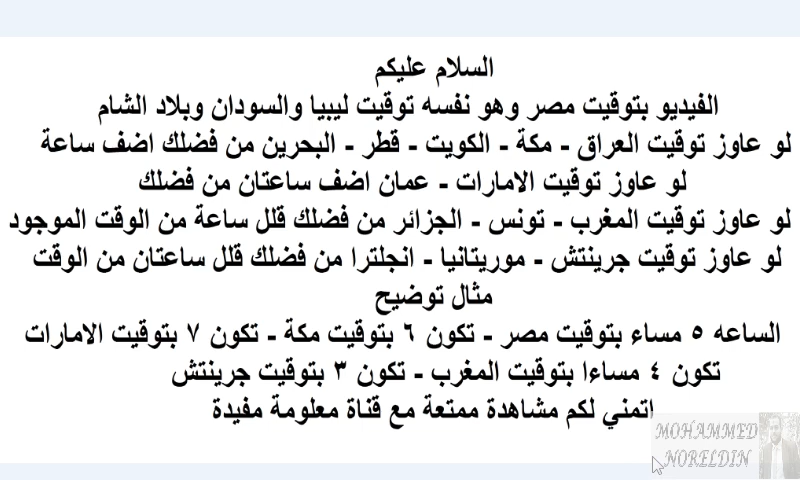 السلام عليكم
الفيديو بتوقيت مصر وهو نفسه توقيت ليبيا والسودان وبلاد الشام
لو عاوز توقيت العراق - مكة - الكويت - قطر - البحرين من فضلك اضف ساعة
لو عاوز توقيت الامارات - عمان اضف ساعتان من فضلك
لو عاوز توقيت المغرب - تونس - الجزائر من فضلك قلل ساعة من الوقت الموجود
لو عاوز توقيت جرينتش - موريتانيا - انجلترا من فضلك قلل ساعتان من الوقت
مثال توضيح
الساعه ٥ مساء بتوقيت مصر - تكون ٦ بتوقيت مكة - تكون ٧ بتوقيت الامارات
تكون ٤ مساءا بتوقيت المغرب - تكون ٣ بتوقيت جرينتش
اتمني لكم مشاهدة ممتعة مع قناة معلومة مفيدة
MOHAMMED
NORELDIN